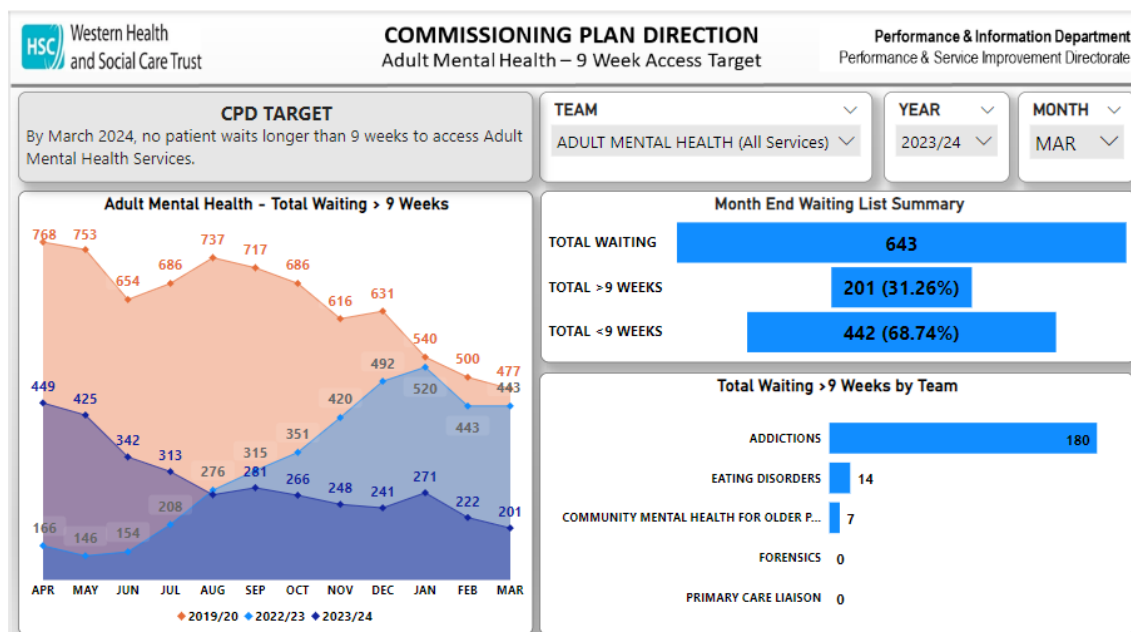 HSC
Western Health
and Social Care Trust
COMMISSIONING PLAN DIRECTION
Adult Mental Health – 9 Week Access Target
Performance & Information Department
Performance & Service Improvement Directorate
CPD TARGET
By March 2024, no patient waits longer than 9 weeks to access Adult
Mental Health Services.
TEAM
ADULT MENTAL HEALTH (All Services)
YEAR
2023/24
MONTH
MAR
Adult Mental Health - Total Waiting > 9 Weeks
768 753 654 686 737 717 686 616 631 540 500 477
449 425 342 313 281 266 248 241 271 222 201
166 146 154 208 276 315 351 420 492 520 443 443
APR MAY JUN JUL AUG SEP OCT NOV DEC JAN FEB MAR
2019/20 2022/23 2023/24
Month End Waiting List Summary
TOTAL WAITING 643
TOTAL >9 WEEKS 201 (31.26%)
TOTAL <9 WEEKS 442 (68.74%)
Total Waiting >9 Weeks by Team
ADDICTIONS 180
EATING DISORDERS 14
COMMUNITY MENTAL HEALTH FOR OLDER P... 7
FORENSICS 0
PRIMARY CARE LIAISON 0